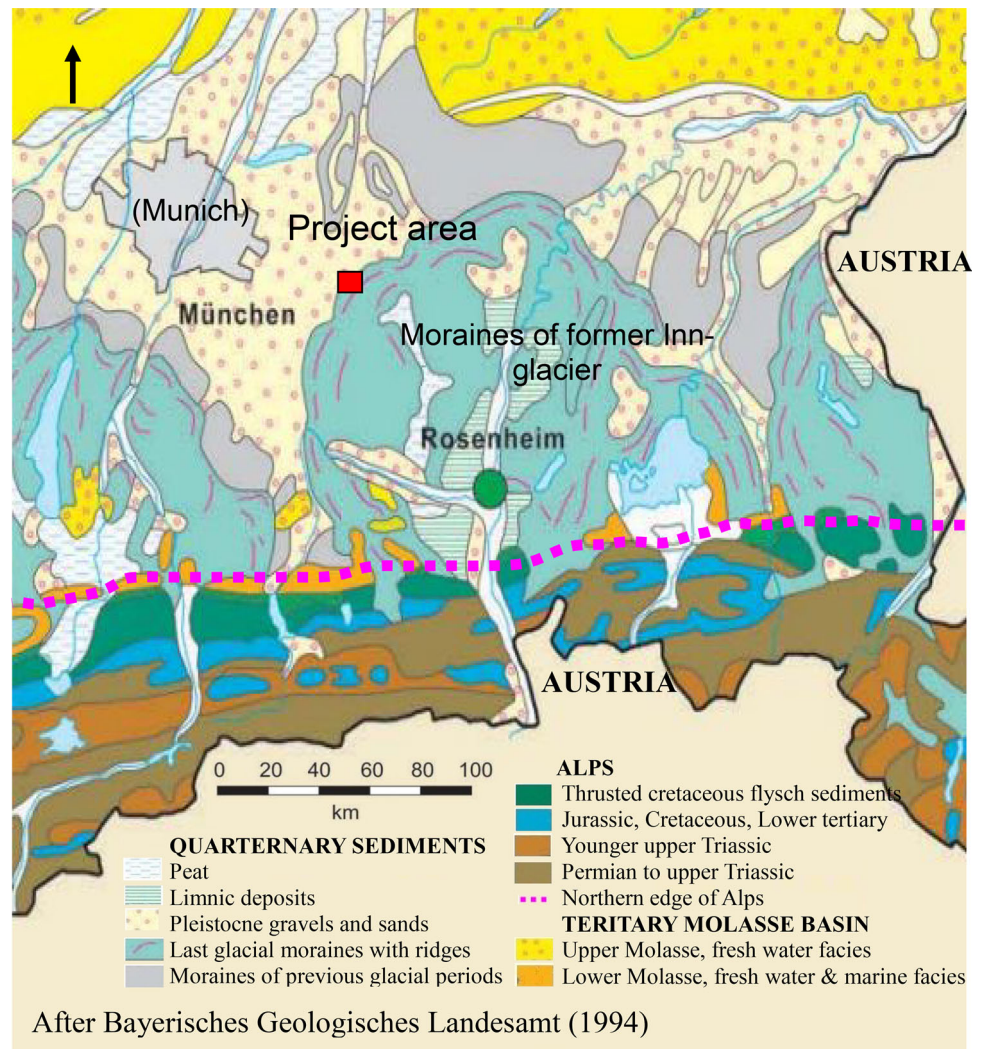 (Munich)
Project area
AUSTRIA
München
Moraines of former Inn-
glacier
Rosenheim
AUSTRIA
0 20 40 60 80 100
km
QUARTERNARY SEDIMENTS
Peat
Limnic deposits
Pleistocne gravels and sands
Last glacial moraines with ridges
Moraines of previous glacial periods
ALPS
Thrusted cretaceous flysch sediments
Jurassic, Cretaceous, Lower tertiary
Younger upper Triassic
Permian to upper Triassic
Northern edge of Alps
TERITARY MOLASSE BASIN
Upper Molasse, fresh water facies
Lower Molasse, fresh water & marine facies
After Bayerisches Geologisches Landesamt (1994)